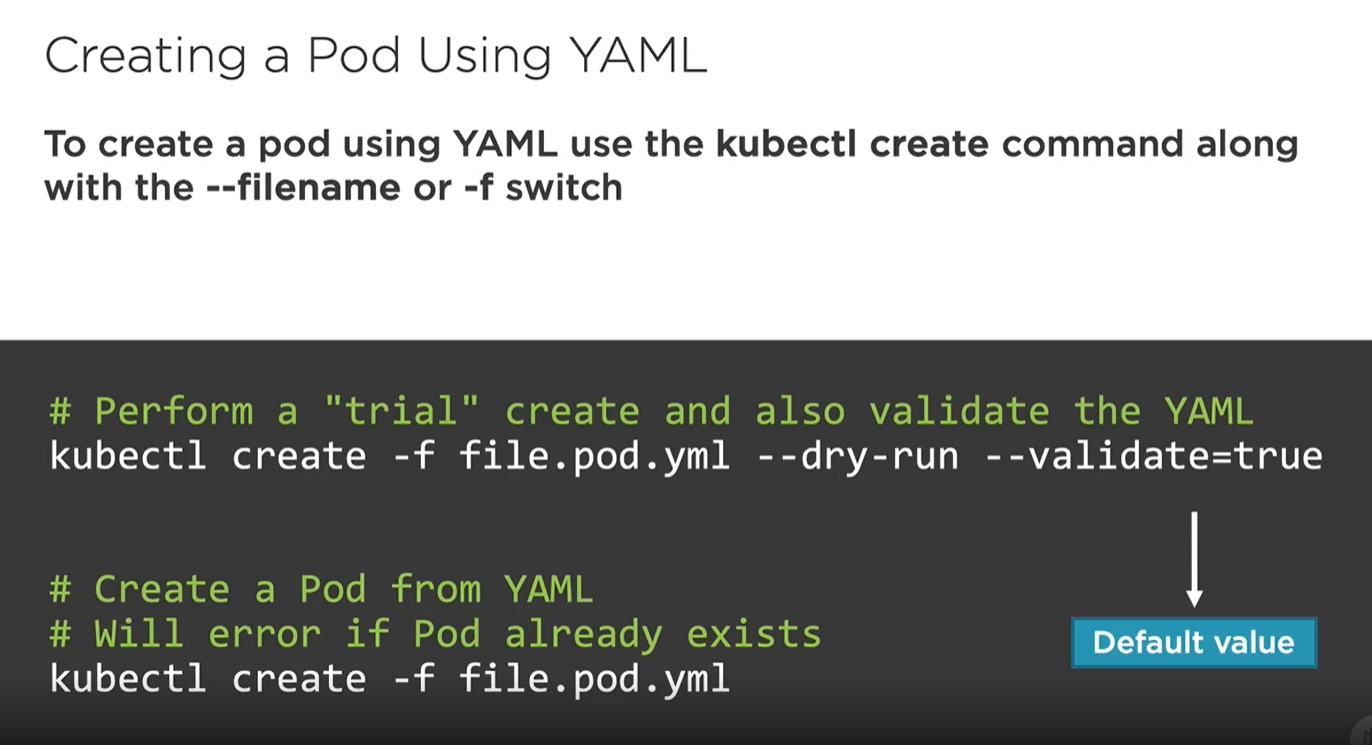 Creating a Pod Using YAML
To create a pod using YAML use the kubectl create command along
with the --filename or -f switch
# Perform a "trial" create and also validate the YAML
kubectl create -f file.pod.yml --dry-run --validate=true
# Create a Pod from YAML
# Will error if Pod already exists
kubectl create -f file.pod.yml
Default value